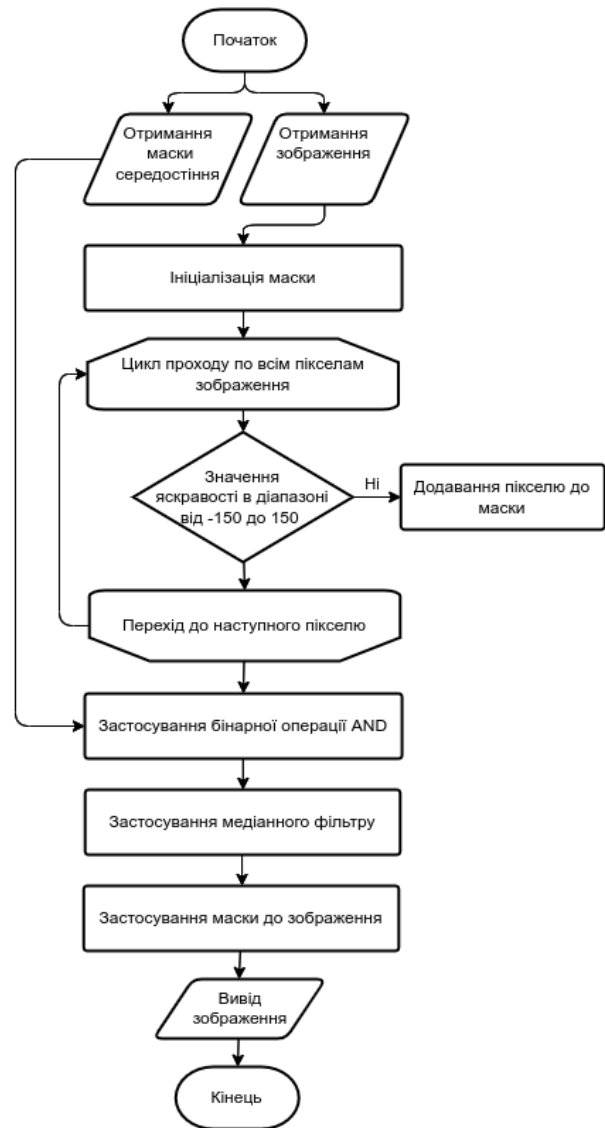 Початок
Отримання
маски
середостіння
Отримання
зображення
Ініціалізація маски
Цикл проходу по всім пікселам
зображення
Значення
яскравості в діапазоні
від -150 до 150
Ні
Додавання пікселю до
маски
Перехід до наступного пікселю
Застосування бінарної операції AND
Застосування медіанного фільтру
Застосування маски до зображення
Вивід
зображення
Кінець